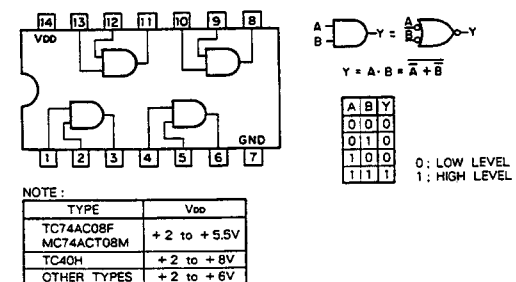 14 13 12 11 10 9 8
VDD
GND
1 2 3 4 5 6 7
A
B
Y = A B Y
Y = A · B = A̅ + B̅
A B Y
0 0 0
0 1 0
1 0 0
1 1 1
0 ; LOW LEVEL
1 ; HIGH LEVEL
NOTE :
TYPE VDD
TC74AC08F
MC74ACT08M
+2 to +5.5V
TC40H +2 to +8V
OTHER TYPES +2 to +6V